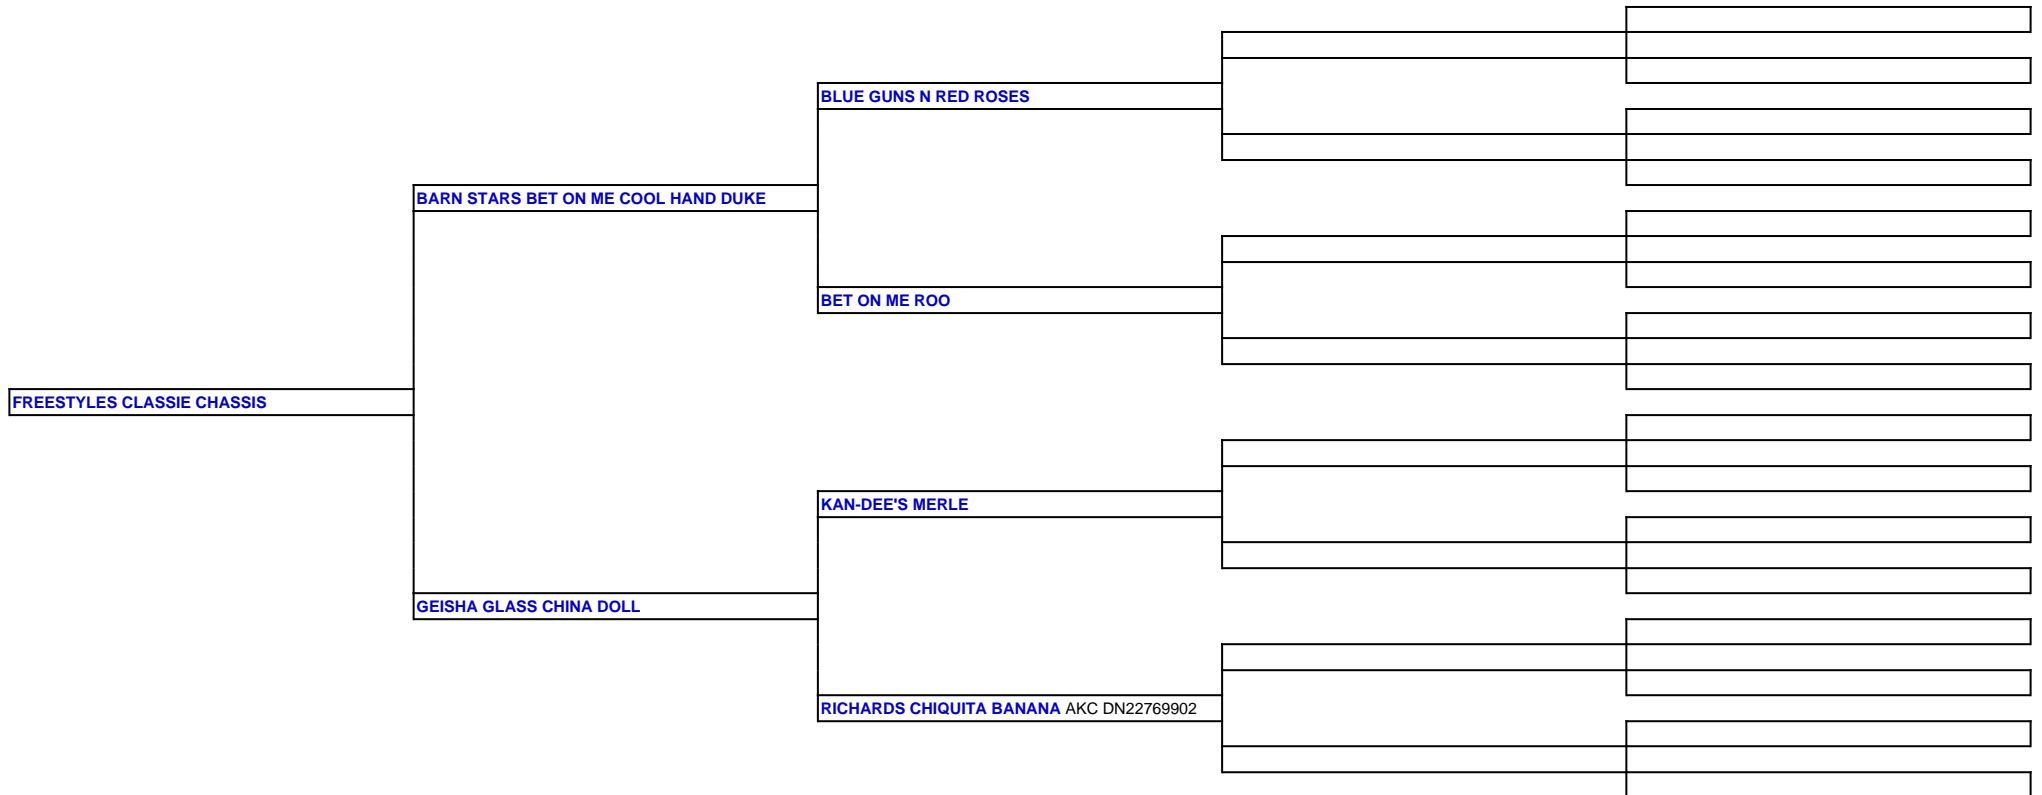 BLUE GUNS N RED ROSES
BARN STARS BET ON ME COOL HAND DUKE
BET ON ME ROO
FREESTYLES CLASSIE CHASSIS
KAN-DEE'S MERLE
GEISHA GLASS CHINA DOLL
RICHARDS CHIQUITA BANANA AKC DN22769902